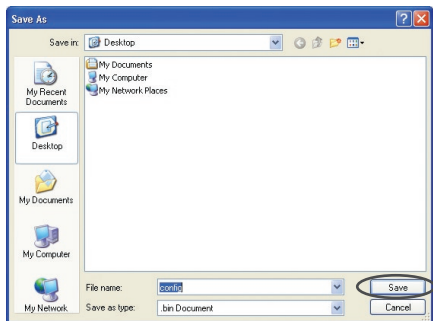 Save As
Save in:
Desktop
My Recent
Documents
Desktop
My Documents
My Computer
My Network
My Documents
My Computer
My Network Places
File name:
config
Save
Save as type:
.bin Document
Cancel